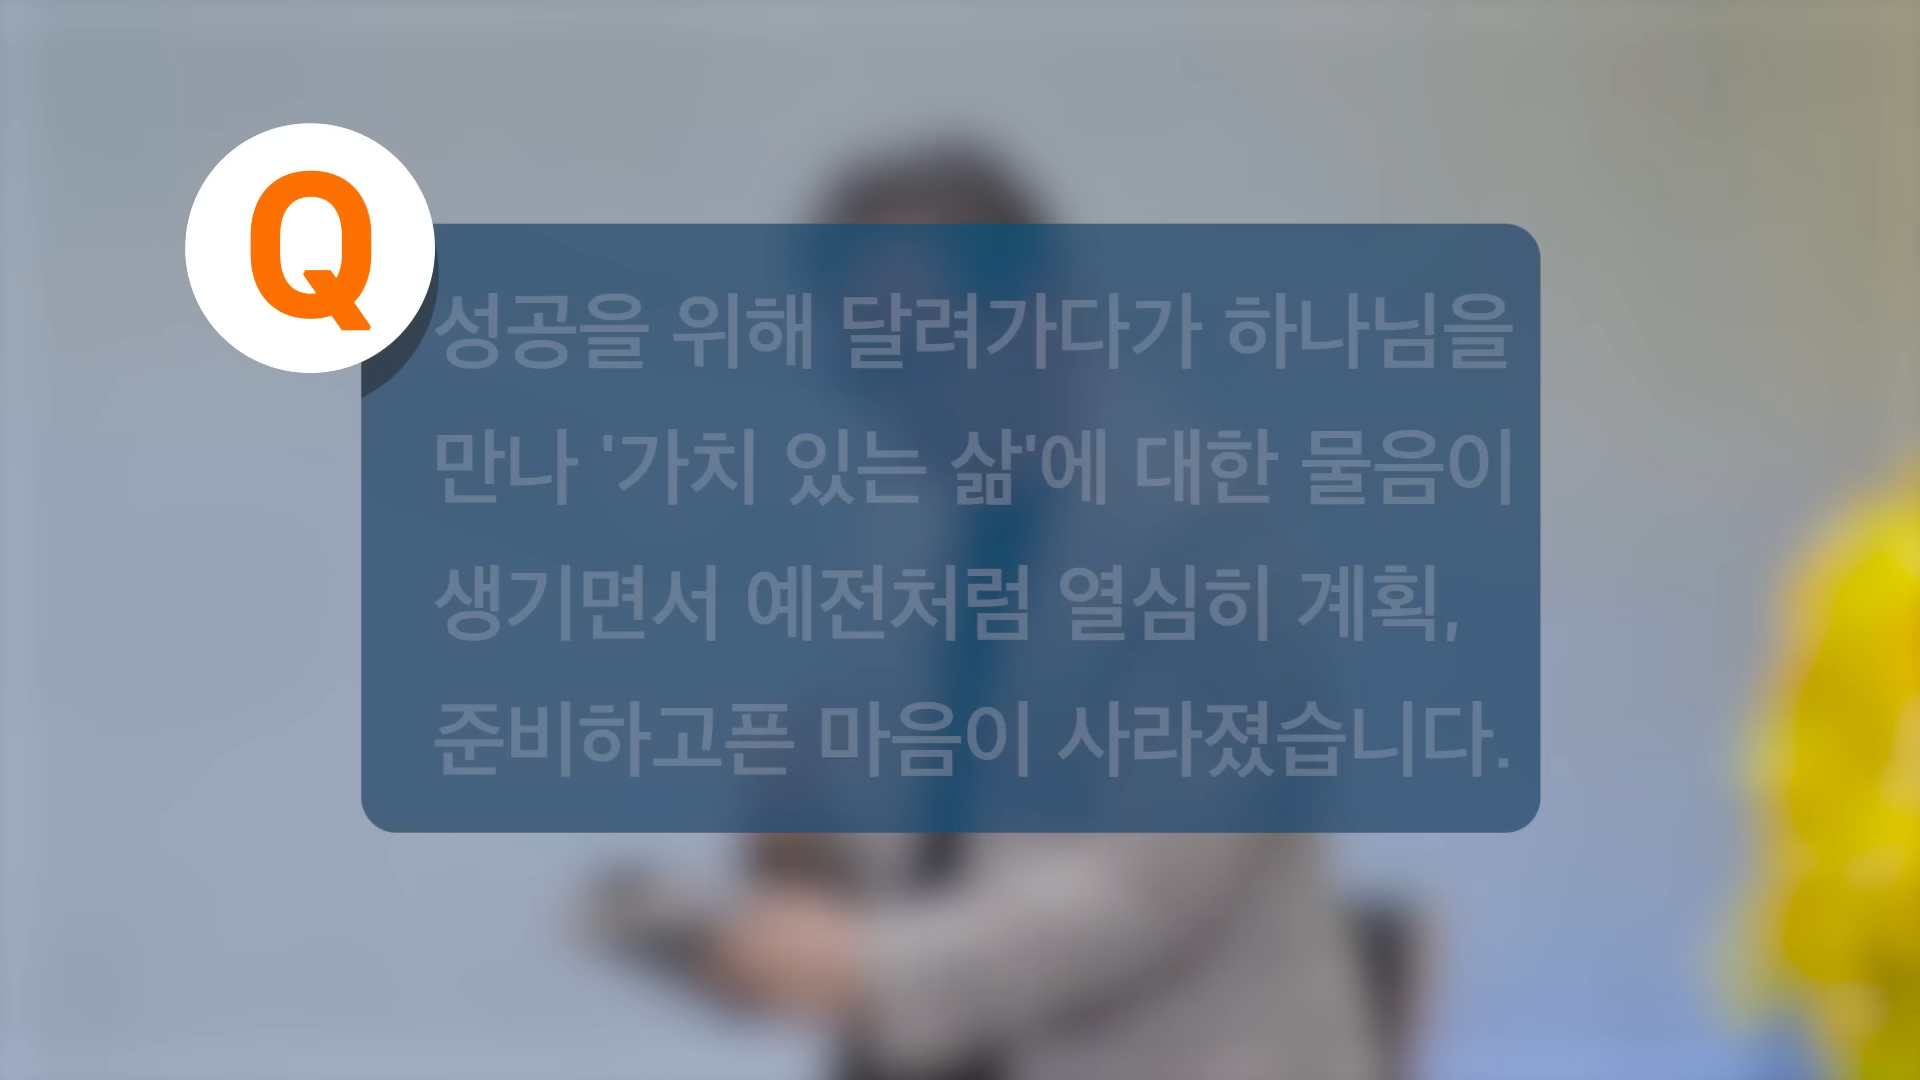 Q
성공을 위해 달려가다가 하나님을
만나 '가치 있는 삶'에 대한 물음이
생기면서 예전처럼 열심히 계획,
준비하고픈 마음이 사라졌습니다.